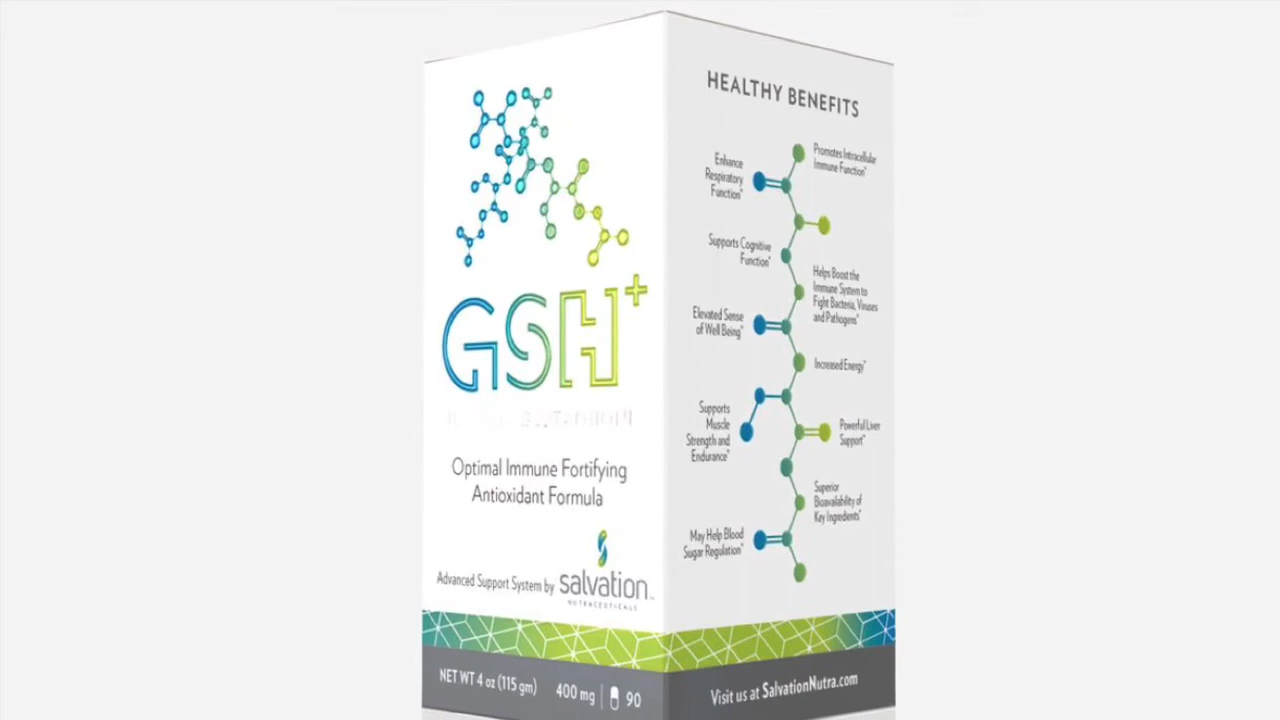 GSH+
Optimal Immune Fortifying
Antioxidant Formula
Advanced Support System by salvation
NUTRACEUTICALS
NET WT 4 oz (115 gm) 400 mg 90
HEALTHY BENEFITS
Promotes Intracellular
Immune Function*
Enhance
Respiratory
Function*
Supports Cognitive
Function*
Helps Boost the
Immune System to
Fight Bacteria, Viruses
and Pathogens*
Elevated Sense
of Well Being*
Increased Energy*
Supports
Muscle
Strength and
Endurance*
Powerful Liver
Support*
Superior
Bioavailability of
Key Ingredients*
May Help Blood
Sugar Regulation*
Visit us at SalvationNutra.com